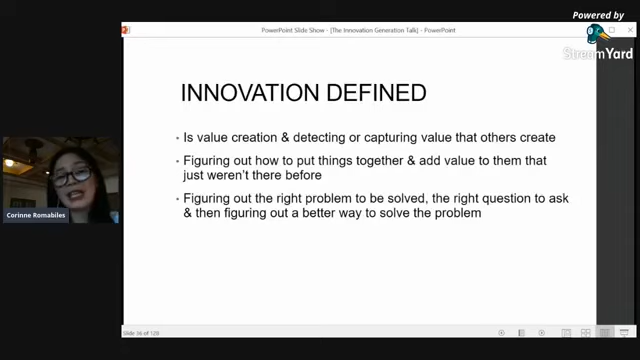 Powered by
StreamYard
PowerPoint Slide Show - [The Innovation Generation Talk] - PowerPoint
INNOVATION DEFINED
• Is value creation & detecting or capturing value that others create
• Figuring out how to put things together & add value to them that
just weren't there before
• Figuring out the right problem to be solved, the right question to ask
& then figuring out a better way to solve the problem
Corinne Romabiles
Slide 36 of 128